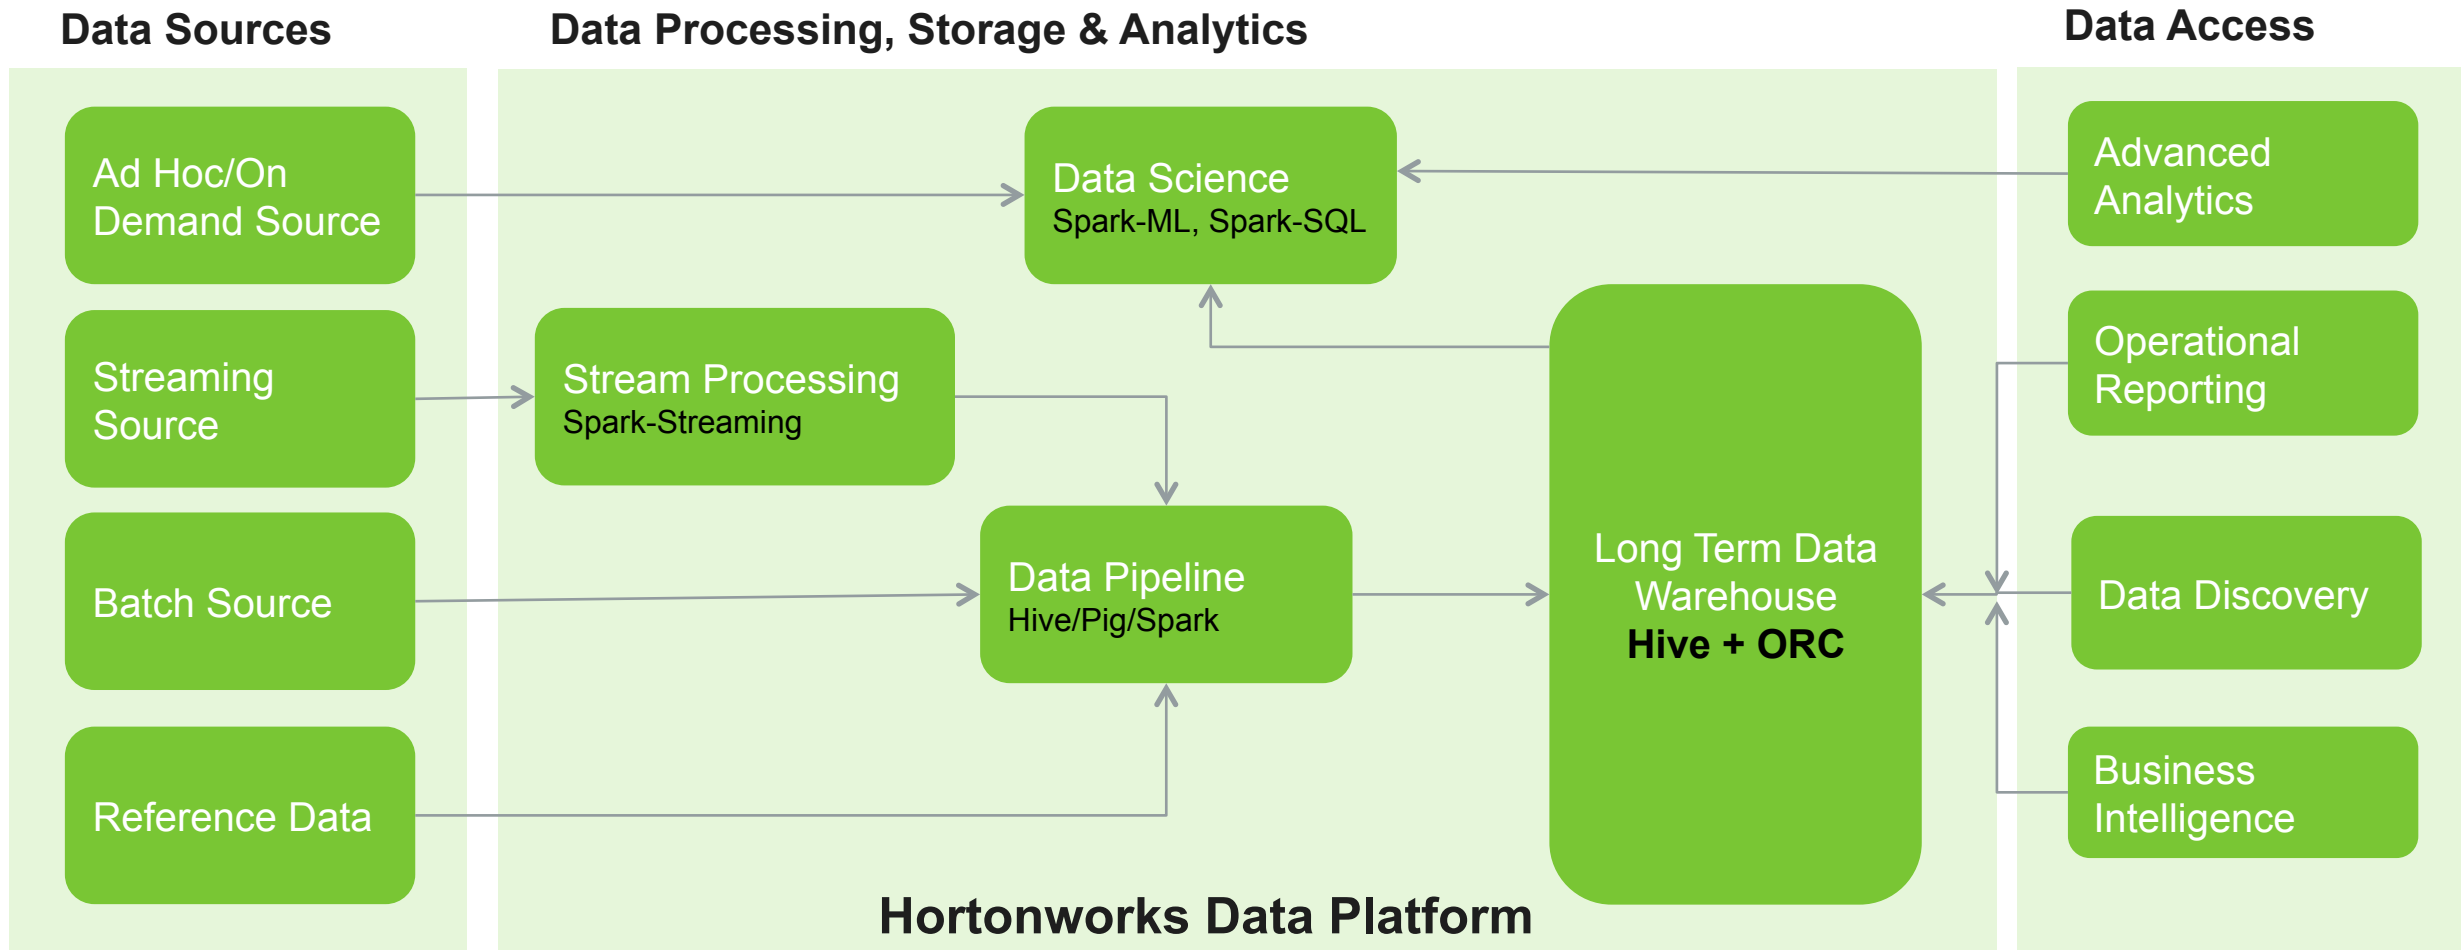 Data Sources
Data Processing, Storage & Analytics
Data Access
Ad Hoc/On
Demand Source
Streaming
Source
Batch Source
Reference Data
Data Science
Spark-ML, Spark-SQL
Stream Processing
Spark-Streaming
Data Pipeline
Hive/Pig/Spark
Long Term Data
Warehouse
Hive + ORC
Hortonworks Data Platform
Advanced
Analytics
Operational
Reporting
Data Discovery
Business
Intelligence